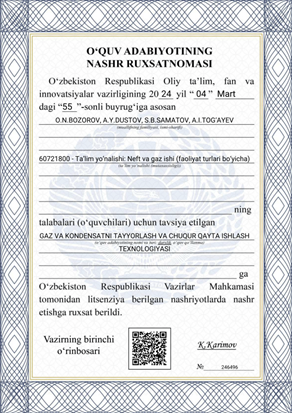 O‘QUV ADABIYOTINING
NASHR RUXSATNOMASI
O‘zbekiston Respublikasi Oliy ta’lim, fan va
innovatsiyalar vazirligining 20 24 yil “ 04 ” Mart
dagi “ 55 ”-sonli buyrug‘iga asosan
O.N.BOZOROV, A.Y.DUSTOV, S.B.SAMATOV, A.I.TOG'AYEV
(muallifning familiyasi, ismi-sharifi)
60721800 - Ta’lim yo‘nalishi: Neft va gaz ishi (faoliyat turlari bo‘yicha)
(ta’lim yo‘nalishi (mutaxassisligi))
ning
talabalari (o‘quvchilari) uchun tavsiya etilgan
GAZ VA KONDENSATNI TAYYORLASH VA CHUQUR QAYTA ISHLASH
(o‘quv adabiyotining nomi va turi: darslik, o‘quv qo‘llanma)
TEXNOLOGIYASI
ga
O‘zbekiston Respublikasi Vazirlar Mahkamasi
tomonidan litsenziya berilgan nashriyotlarda nashr
etishga ruxsat berildi.
Vazirning birinchi
o‘rinbosari
K.Karimov
№ 246496